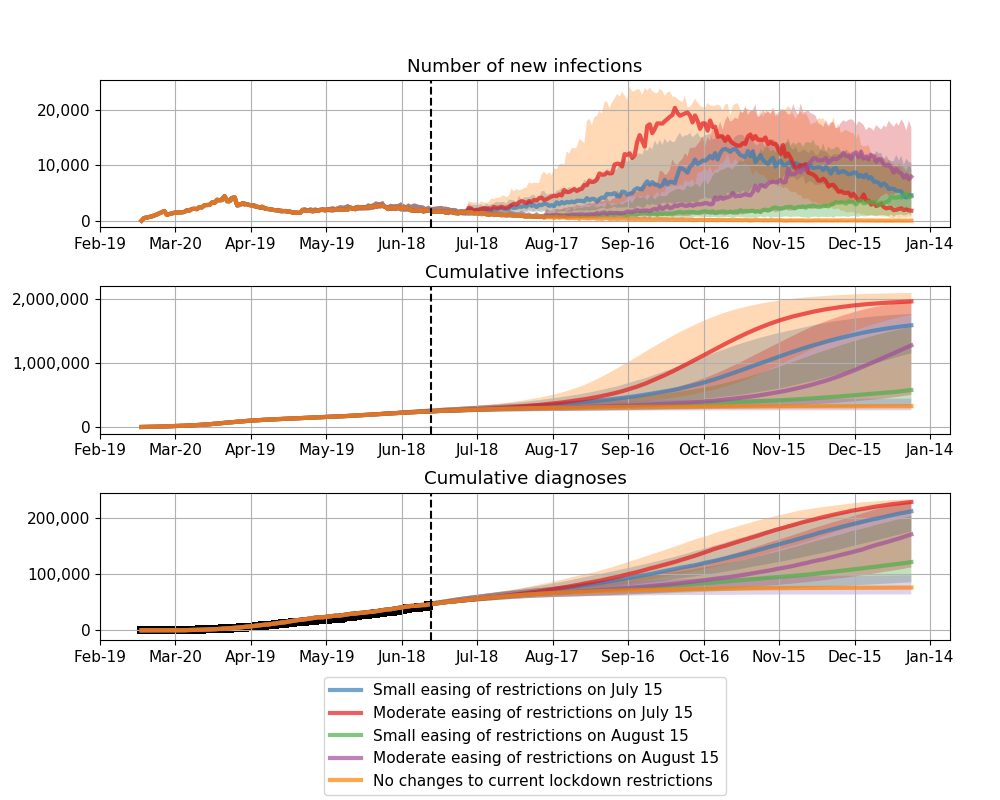 Number of new infections
20,000
10,000
0
Feb-19 Mar-20 Apr-19 May-19 Jun-18 Jul-18 Aug-17 Sep-16 Oct-16 Nov-15 Dec-15 Jan-14
Cumulative infections
2,000,000
1,000,000
0
Feb-19 Mar-20 Apr-19 May-19 Jun-18 Jul-18 Aug-17 Sep-16 Oct-16 Nov-15 Dec-15 Jan-14
Cumulative diagnoses
200,000
100,000
0
Feb-19 Mar-20 Apr-19 May-19 Jun-18 Jul-18 Aug-17 Sep-16 Oct-16 Nov-15 Dec-15 Jan-14
Small easing of restrictions on July 15
Moderate easing of restrictions on July 15
Small easing of restrictions on August 15
Moderate easing of restrictions on August 15
No changes to current lockdown restrictions